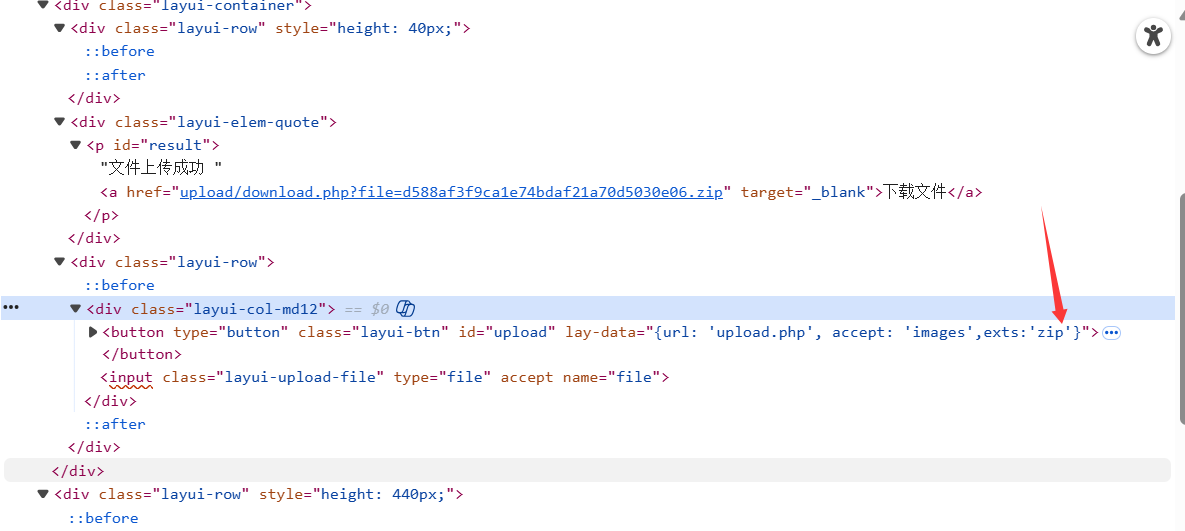 <div class="layui-container">
<div class="layui-row" style="height: 40px;">
::before
::after
</div>
<div class="layui-elem-quote">
<p id="result">
"文件上传成功 "
<a href="upload/download.php?file=d588af3f9ca1e74bdaf21a70d5030e06.zip" target="_blank">下载文件</a>
</p>
</div>
<div class="layui-row">
::before
<div class="layui-col-md12"> == $0
<button type="button" class="layui-btn" id="upload" lay-data="{url: 'upload.php', accept: 'images',exts:'zip'}">
</button>
<input class="layui-upload-file" type="file" accept name="file">
</div>
::after
</div>
</div>
<div class="layui-row" style="height: 440px;">
::before